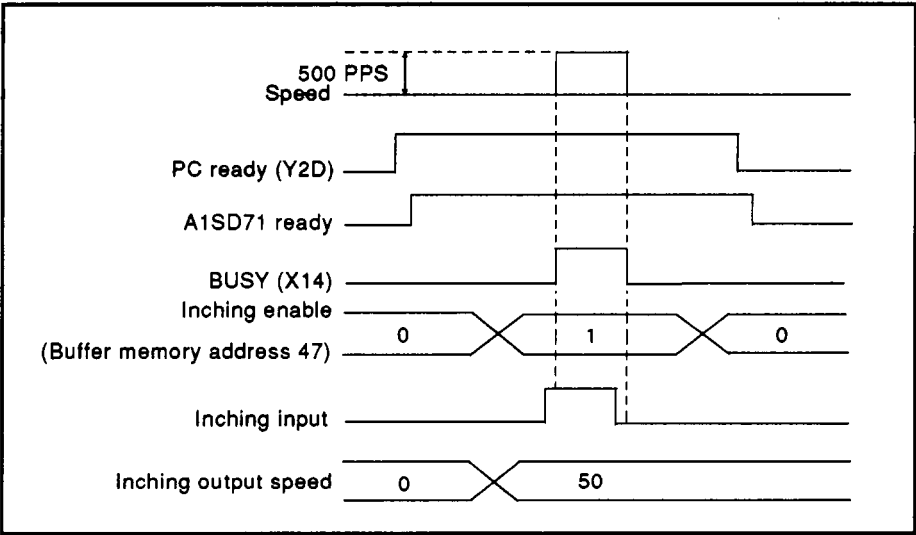 500 PPS
Speed
PC ready (Y2D)
A1SD71 ready
BUSY (X14)
Inching enable
0 1 0
(Buffer memory address 47)
Inching input
Inching output speed 0 50